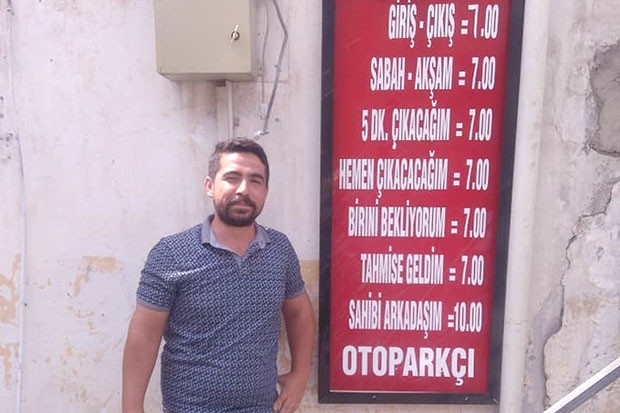 GİRİŞ - ÇIKIŞ = 7.00
SABAH - AKŞAM = 7.00
5 DK. ÇIKACAĞIM = 7.00
HEMEN ÇIKACACAĞIM = 7.00
BİRİNİ BEKLİYORUM = 7.00
TAHMİSE GELDİM = 7.00
SAHİBİ ARKADAŞIM =10.00
OTOPARKÇI